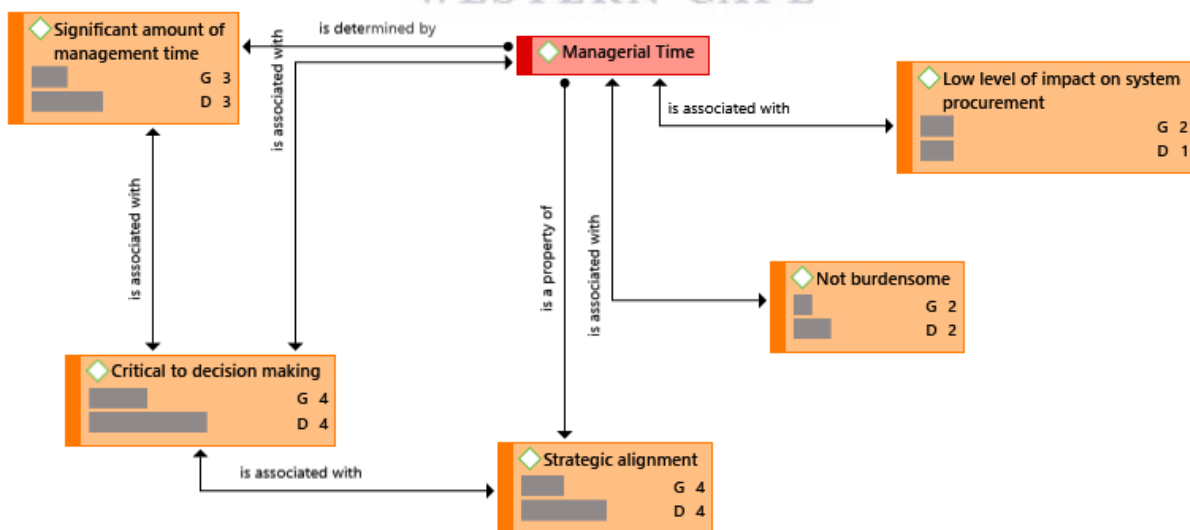 WESTERN CAPE
Significant amount of
management time
G 3
D 3
is determined by
Managerial Time
is associated with
Low level of impact on system
procurement
G 2
D 1
is associated with
is associated with
is a property of
is associated with
Not burdensome
G 2
D 2
Critical to decision making
G 4
D 4
is associated with
Strategic alignment
G 4
D 4